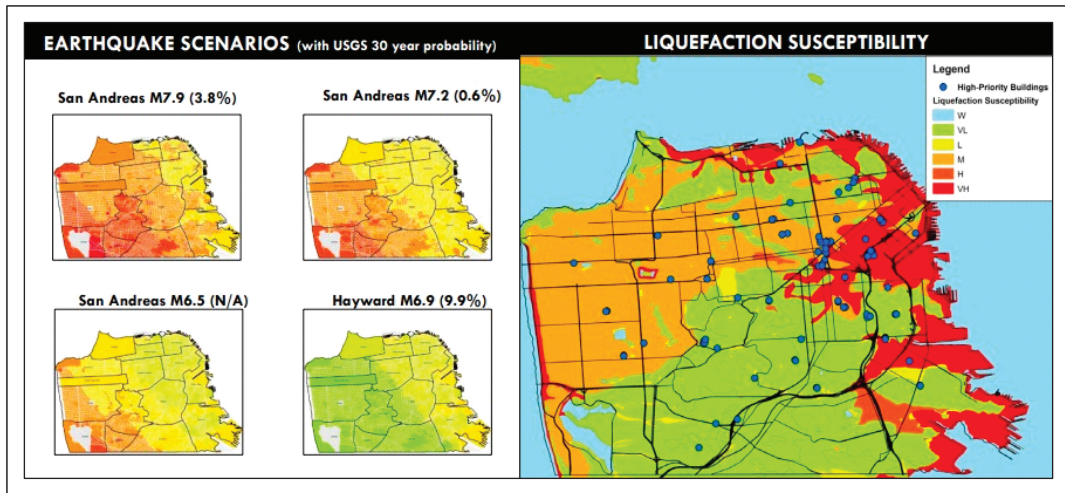 EARTHQUAKE SCENARIOS (with USGS 30 year probability)
San Andreas M7.9 (3.8%)
San Andreas M7.2 (0.6%)
San Andreas M6.5 (N/A)
Hayward M6.9 (9.9%)
LIQUEFACTION SUSCEPTIBILITY
Legend
High-Priority Buildings
Liquefaction Susceptibility
W
VL
L
M
H
VH